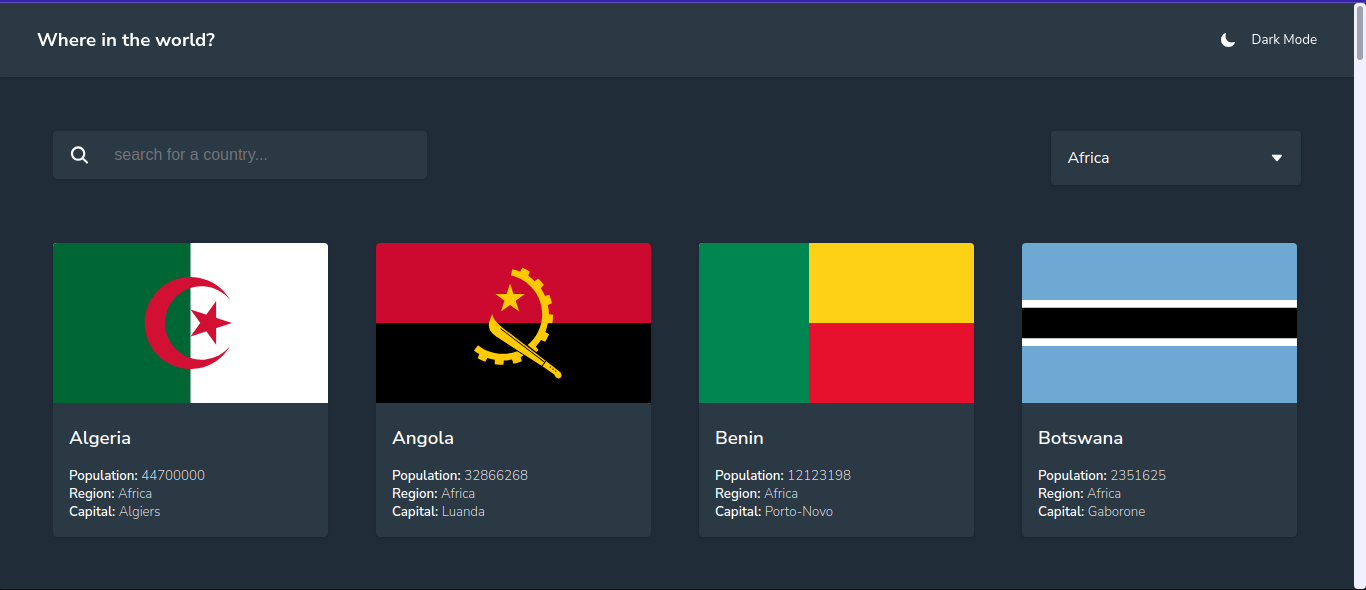 Where in the world?
Dark Mode
search for a country...
Africa
Algeria
Population: 44700000
Region: Africa
Capital: Algiers
Angola
Population: 32866268
Region: Africa
Capital: Luanda
Benin
Population: 12123198
Region: Africa
Capital: Porto-Novo
Botswana
Population: 2351625
Region: Africa
Capital: Gaborone